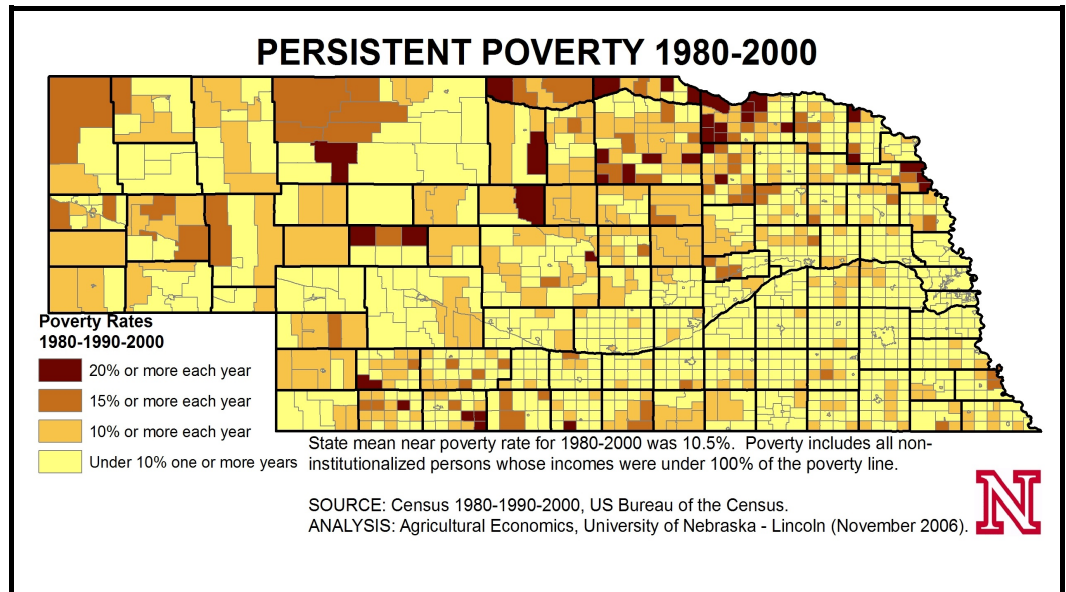 PERSISTENT POVERTY 1980-2000
Poverty Rates
1980-1990-2000
20% or more each year
15% or more each year
10% or more each year
Under 10% one or more years
State mean near poverty rate for 1980-2000 was 10.5%.  Poverty includes all non-
institutionalized persons whose incomes were under 100% of the poverty line.
SOURCE: Census 1980-1990-2000, US Bureau of the Census.
ANALYSIS: Agricultural Economics, University of Nebraska - Lincoln (November 2006).
N